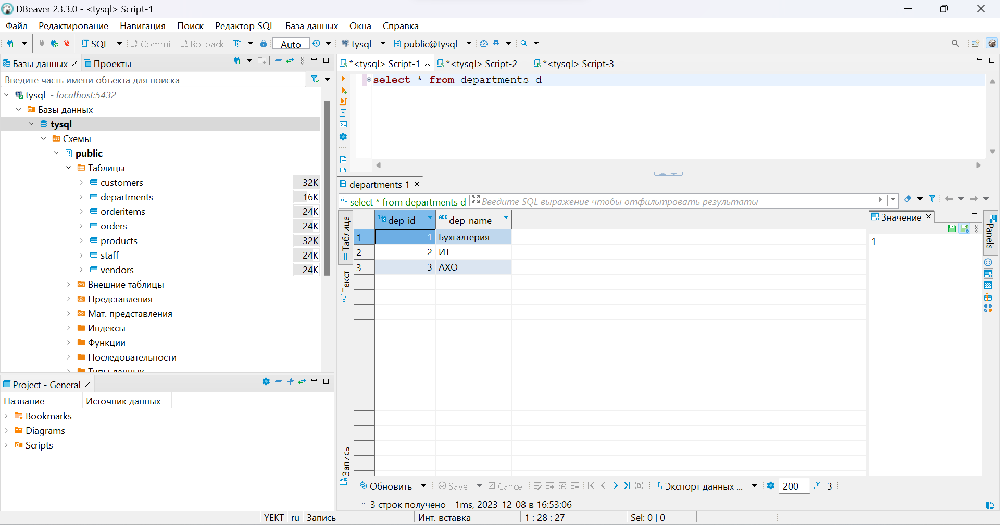 DBeaver 23.3.0 - <tysql> Script-1
Файл Редактирование Навигация Поиск Редактор SQL База данных Окна Справка
SQL Commit Rollback Auto tysql public@tysql
Базы данных Проекты
Введите часть имени объекта для поиска
tysql - localhost:5432
Базы данных
tysql
Схемы
public
Таблицы
customers 32K
departments 16K
orderitems 24K
orders 24K
products 32K
staff 24K
vendors 24K
Внешние таблицы
Представления
Мат. представления
Индексы
Функции
Последовательности
Типы данных
Project - General
Название Источник данных
Bookmarks
Diagrams
Scripts
*<tysql> Script-1 *<tysql> Script-2 *<tysql> Script-3
select * from departments d
departments 1
select * from departments d Введите SQL выражение чтобы отфильтровать результаты
Таблица
Текст
Запись
123 dep_id ABC dep_name
1 1 Бухгалтерия
2 2 ИТ
3 3 АХО
Значение
1
Panels
Обновить Save Cancel Экспорт данных ... 200 3
3 строк получено - 1ms, 2023-12-08 в 16:53:06
YEKT ru Запись Инт. вставка 1 : 28 : 27 Sel: 0 | 0